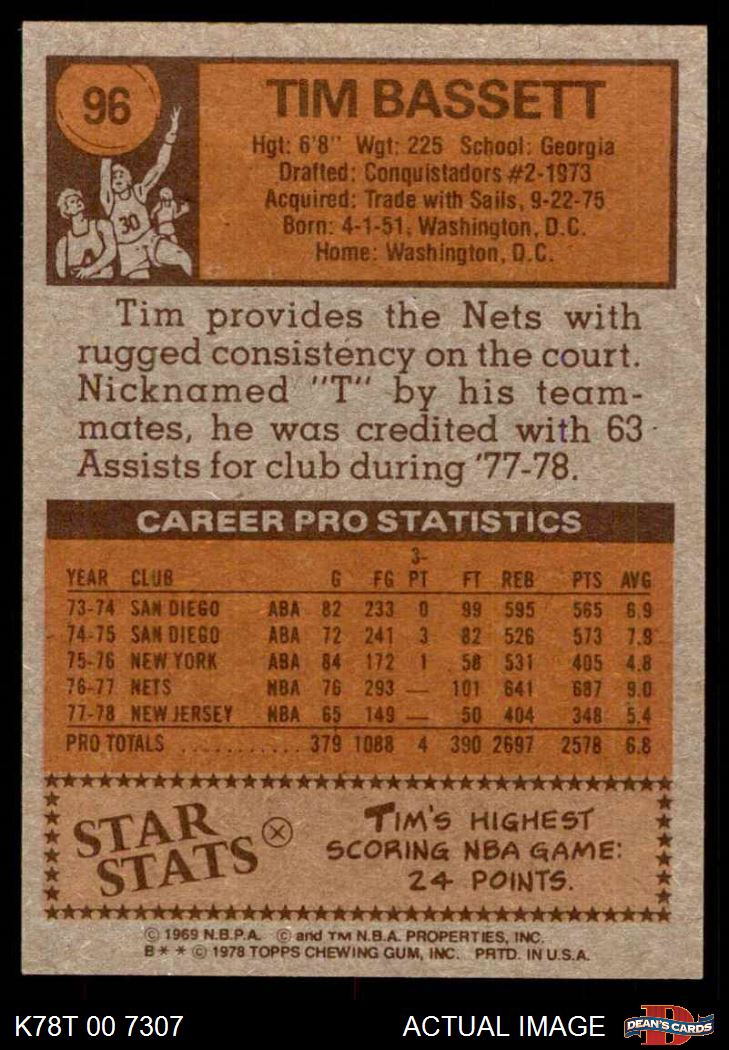 96
TIM BASSETT
Hgt: 6'8" Wgt: 225 School: Georgia
Drafted: Conquistadors #2-1973
Acquired: Trade with Sails, 9-22-75
Born: 4-1-51, Washington, D.C.
Home: Washington, D.C.
30
Tim provides the Nets with
rugged consistency on the court.
Nicknamed "T" by his team-
mates, he was credited with 63
Assists for club during '77-78.
CAREER PRO STATISTICS
YEAR CLUB G FG 3-PT FT REB PTS AVG
73-74 SAN DIEGO ABA 82 233 0 99 595 565 6.9
74-75 SAN DIEGO ABA 72 241 3 82 526 573 7.9
75-76 NEW YORK ABA 84 172 1 58 531 405 4.8
76-77 NETS NBA 76 293 — 101 641 687 9.0
77-78 NEW JERSEY NBA 65 149 — 50 404 348 5.4
PRO TOTALS ........... 379 1088 4 390 2697 2578 6.8
STAR STATS
TIM'S HIGHEST
SCORING NBA GAME:
24 POINTS.
© 1969 N.B.P.A. © and TM N.B.A. PROPERTIES, INC.
B * * © 1978 TOPPS CHEWING GUM, INC. PRTD. IN U.S.A.
K78T 00 7307 ACTUAL IMAGE
DEAN'S CARDS